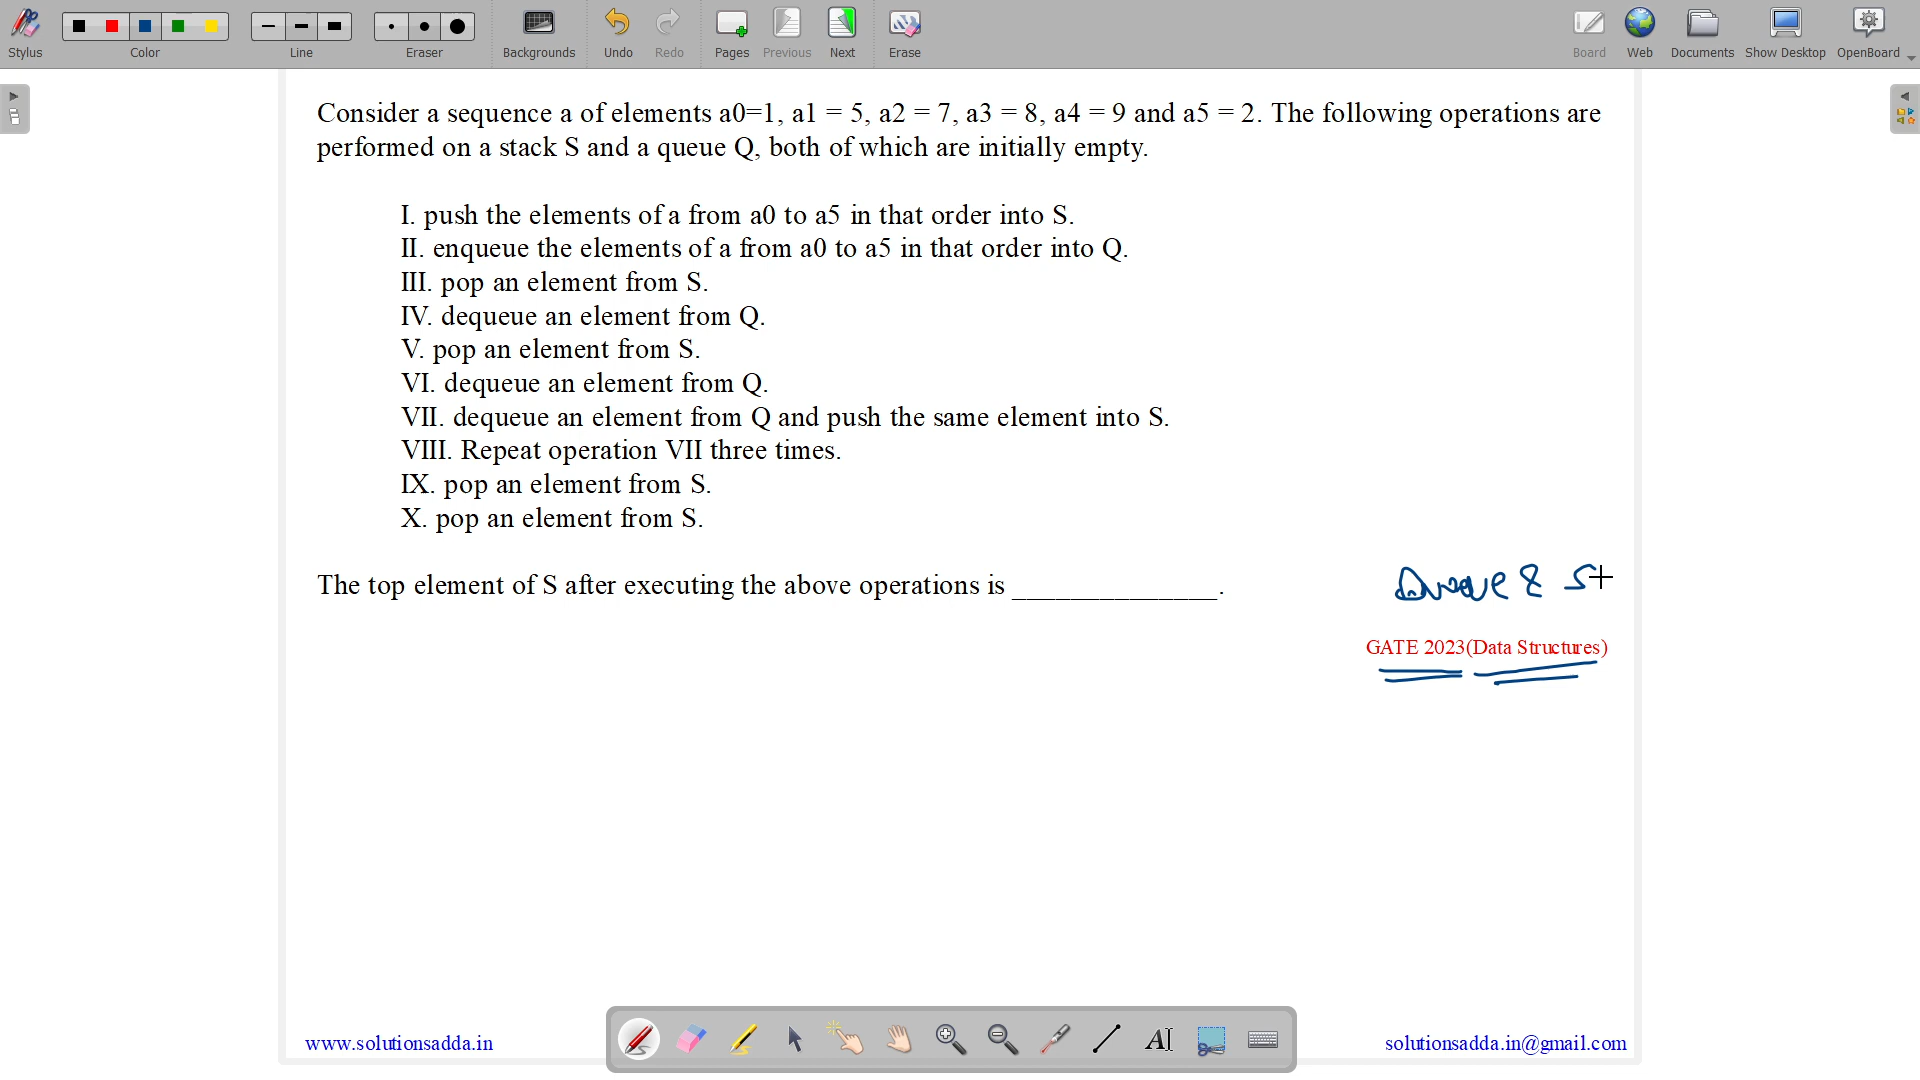 Stylus Color Line Eraser Backgrounds Undo Redo Pages Previous Next Erase Board Web Documents Show Desktop OpenBoard
Consider a sequence a of elements a0=1, a1 = 5, a2 = 7, a3 = 8, a4 = 9 and a5 = 2. The following operations are
performed on a stack S and a queue Q, both of which are initially empty.
I. push the elements of a from a0 to a5 in that order into S.
II. enqueue the elements of a from a0 to a5 in that order into Q.
III. pop an element from S.
IV. dequeue an element from Q.
V. pop an element from S.
VI. dequeue an element from Q.
VII. dequeue an element from Q and push the same element into S.
VIII. Repeat operation VII three times.
IX. pop an element from S.
X. pop an element from S.
The top element of S after executing the above operations is _______________.
& S
GATE 2023(Data Structures)
www.solutionsadda.in
solutionsadda.in@gmail.com